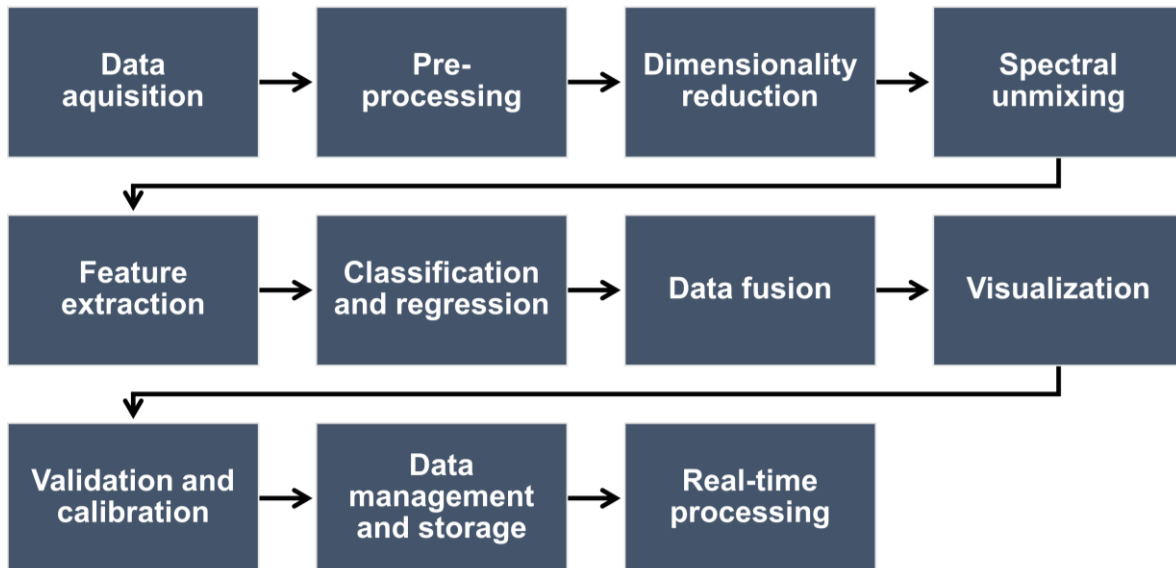 Data
aquisition
Pre-
processing
Dimensionality
reduction
Spectral
unmixing
Feature
extraction
Classification
and regression
Data fusion
Visualization
Validation and
calibration
Data
management
and storage
Real-time
processing